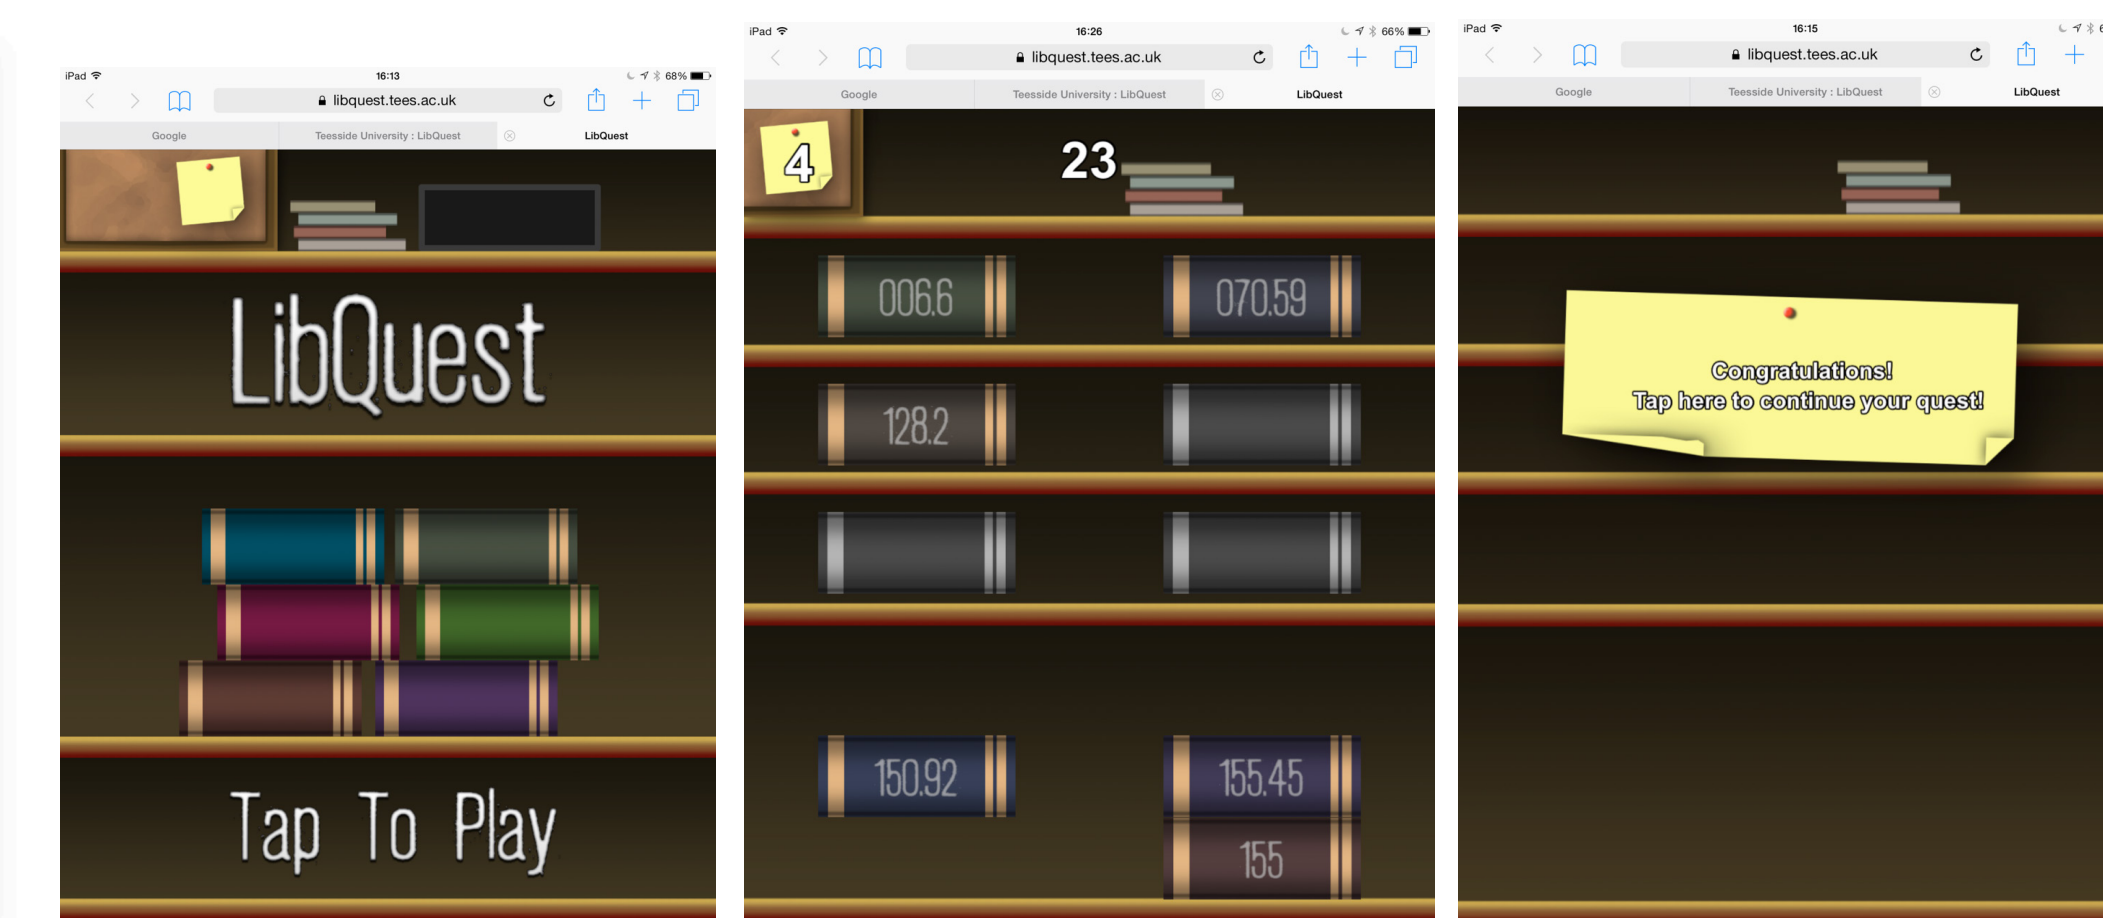 iPad 16:13 68%
libquest.tees.ac.uk
Google Teesside University : LibQuest LibQuest
LibQuest
Tap To Play
iPad 16:26 66%
libquest.tees.ac.uk
Google Teesside University : LibQuest LibQuest
4 23
006.6 070.59
128.2
150.92 155.45
155
iPad 16:15
libquest.tees.ac.uk
Google Teesside University : LibQuest LibQuest
Congratulations!
Tap here to continue your quest!